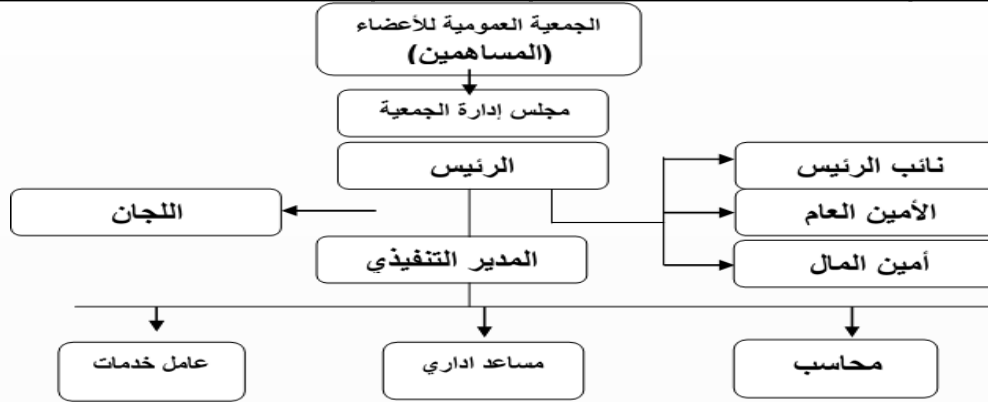 الجمعية العمومية للأعضاء
(المساهمين)
مجلس إدارة الجمعية
الرئيس
نائب الرئيس
اللجان
الأمين العام
المدير التنفيذي
أمين المال
عامل خدمات
مساعد اداري
محاسب